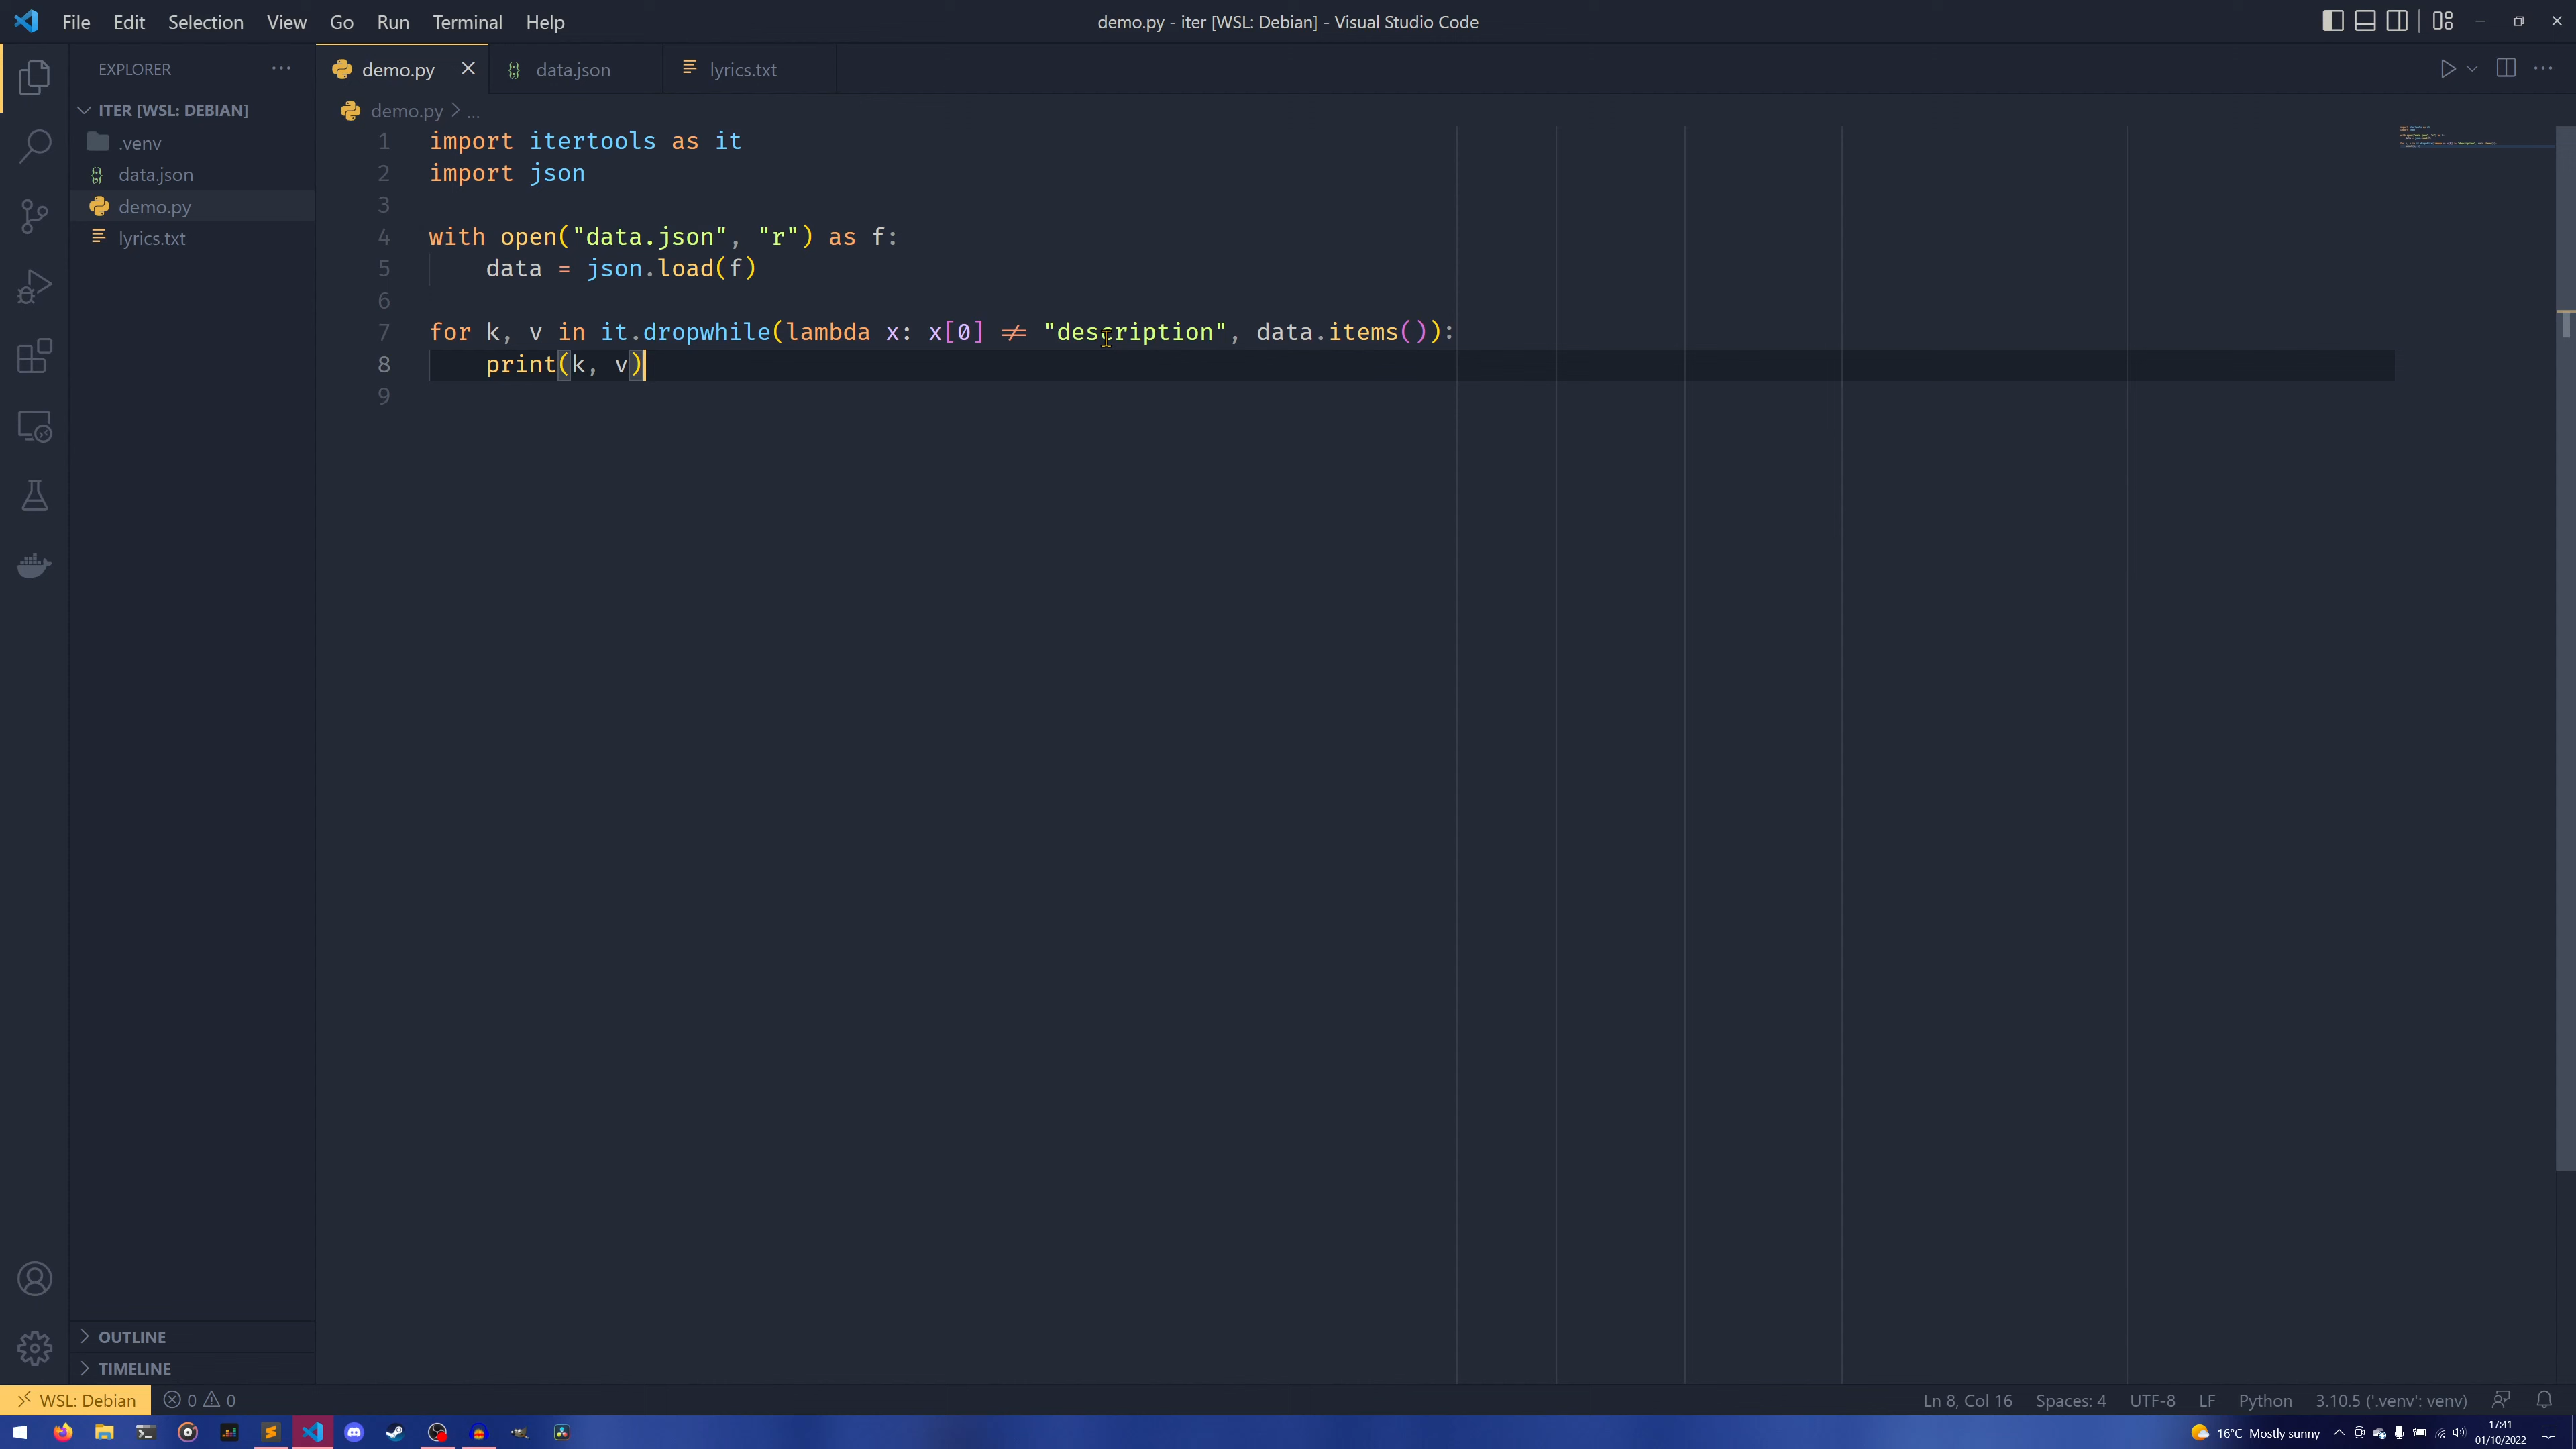 File Edit Selection View Go Run Terminal Help
demo.py - iter [WSL: Debian] - Visual Studio Code
EXPLORER
demo.py
data.json
lyrics.txt
ITER [WSL: DEBIAN]
.venv
data.json
demo.py
lyrics.txt
demo.py > ...
1 import itertools as it
2 import json
3
4 with open("data.json", "r") as f:
5 data = json.load(f)
6
7 for k, v in it.dropwhile(lambda x: x[0] != "description", data.items()):
8 print(k, v)
9
OUTLINE
TIMELINE
WSL: Debian 0 0
Ln 8, Col 16 Spaces: 4 UTF-8 LF Python 3.10.5 ('.venv': venv)
16°C Mostly sunny
17:41
01/10/2022